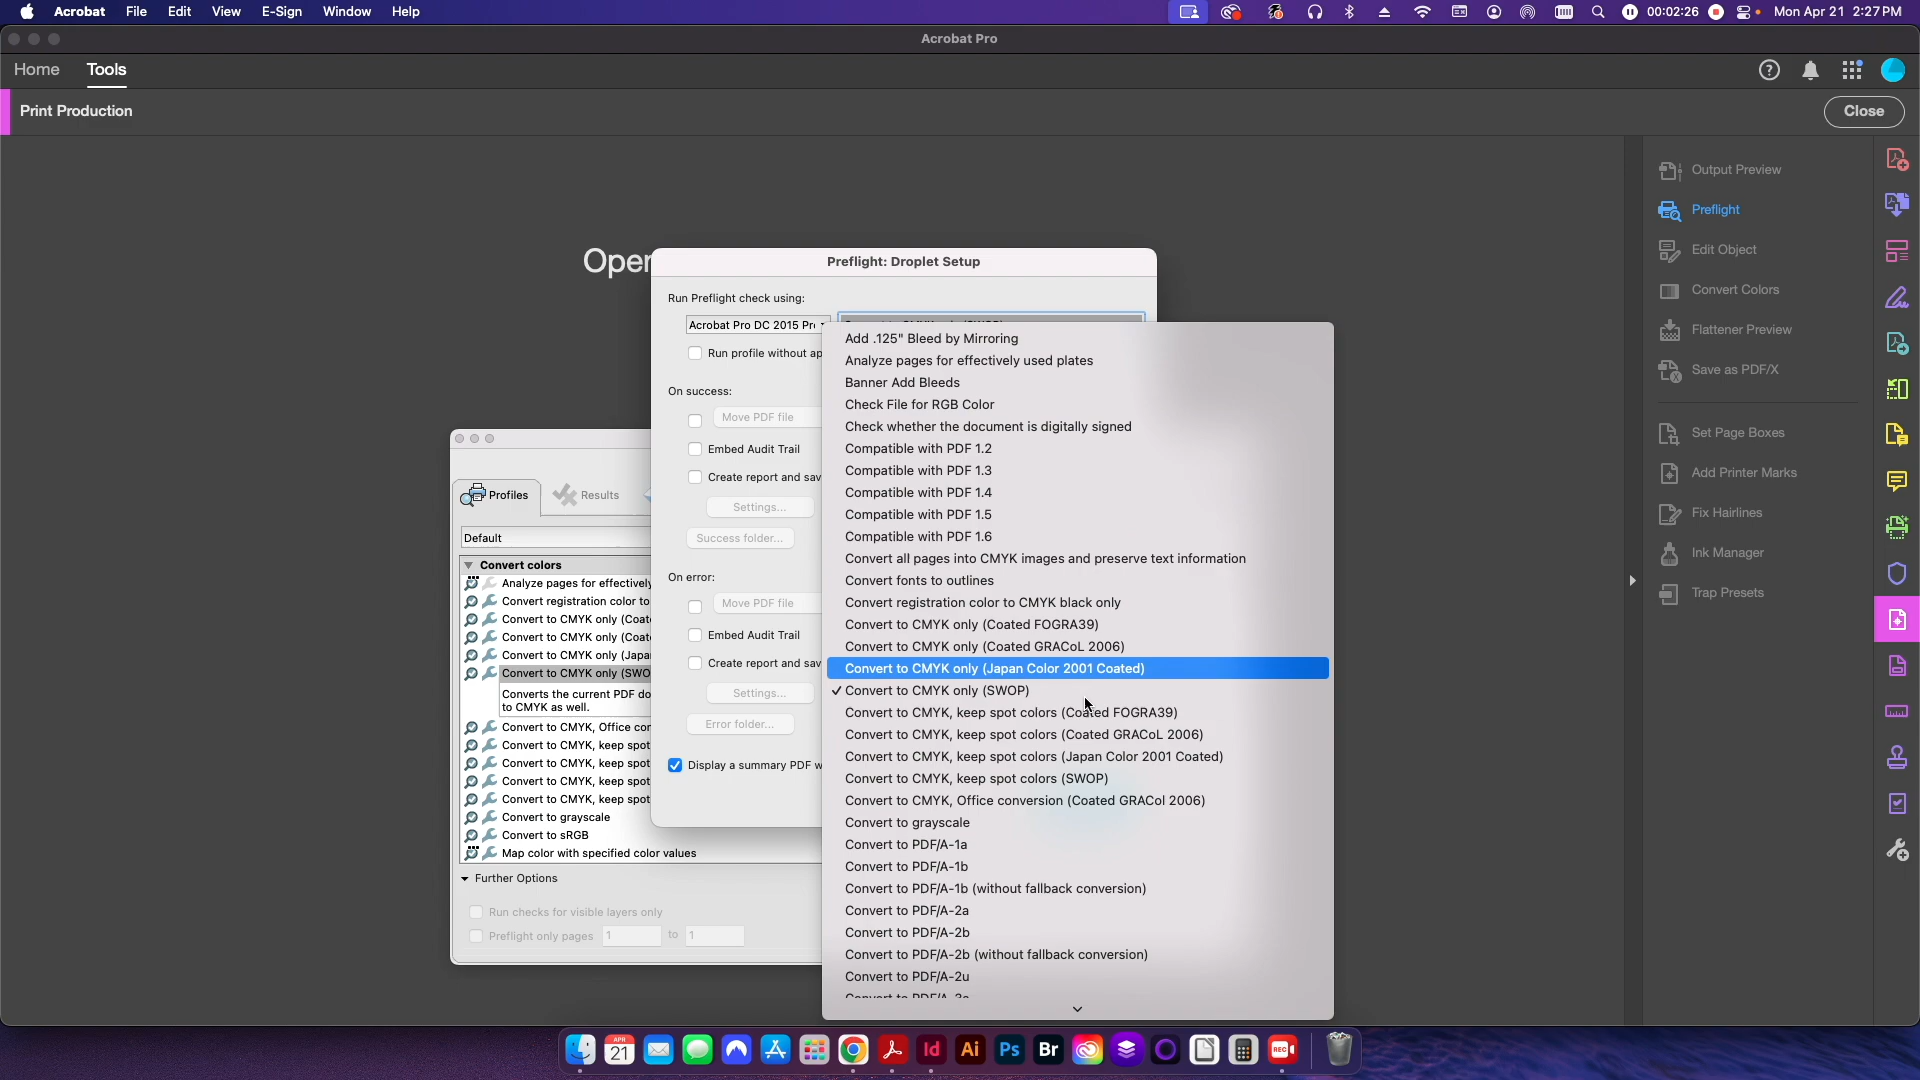 Acrobat File Edit View E-Sign Window Help
00:02:26
Mon Apr 21 2:27 PM
Acrobat Pro
Home Tools
Print Production
Close
Output Preview
Preflight
Edit Object
Convert Colors
Flattener Preview
Save as PDF/X
Set Page Boxes
Add Printer Marks
Fix Hairlines
Ink Manager
Trap Presets
Preflight: Droplet Setup
Run Preflight check using:
Acrobat Pro DC 2015 Pr
Run profile without ap
On success:
Move PDF file
Embed Audit Trail
Create report and sav
Settings...
Success folder...
On error:
Move PDF file
Embed Audit Trail
Create report and sav
Settings...
Error folder...
Display a summary PDF w
Add .125" Bleed by Mirroring
Analyze pages for effectively used plates
Banner Add Bleeds
Check File for RGB Color
Check whether the document is digitally signed
Compatible with PDF 1.2
Compatible with PDF 1.3
Compatible with PDF 1.4
Compatible with PDF 1.5
Compatible with PDF 1.6
Convert all pages into CMYK images and preserve text information
Convert fonts to outlines
Convert registration color to CMYK black only
Convert to CMYK only (Coated FOGRA39)
Convert to CMYK only (Coated GRACoL 2006)
Convert to CMYK only (Japan Color 2001 Coated)
✓ Convert to CMYK only (SWOP)
Convert to CMYK, keep spot colors (Coated FOGRA39)
Convert to CMYK, keep spot colors (Coated GRACoL 2006)
Convert to CMYK, keep spot colors (Japan Color 2001 Coated)
Convert to CMYK, keep spot colors (SWOP)
Convert to CMYK, Office conversion (Coated GRACol 2006)
Convert to grayscale
Convert to PDF/A-1a
Convert to PDF/A-1b
Convert to PDF/A-1b (without fallback conversion)
Convert to PDF/A-2a
Convert to PDF/A-2b
Convert to PDF/A-2b (without fallback conversion)
Convert to PDF/A-2u
Profiles
Results
Default
Convert colors
Analyze pages for effectively
Convert registration color to
Convert to CMYK only (Coat
Convert to CMYK only (Coat
Convert to CMYK only (Japa
Convert to CMYK only (SWO
Converts the current PDF do
to CMYK as well.
Convert to CMYK, Office cor
Convert to CMYK, keep spot
Convert to CMYK, keep spot
Convert to CMYK, keep spot
Convert to CMYK, keep spot
Convert to grayscale
Convert to sRGB
Map color with specified color values
Further Options
Run checks for visible layers only
Preflight only pages 1 to 1
Oper
APR
21
Id
Ai
Ps
Br
REC